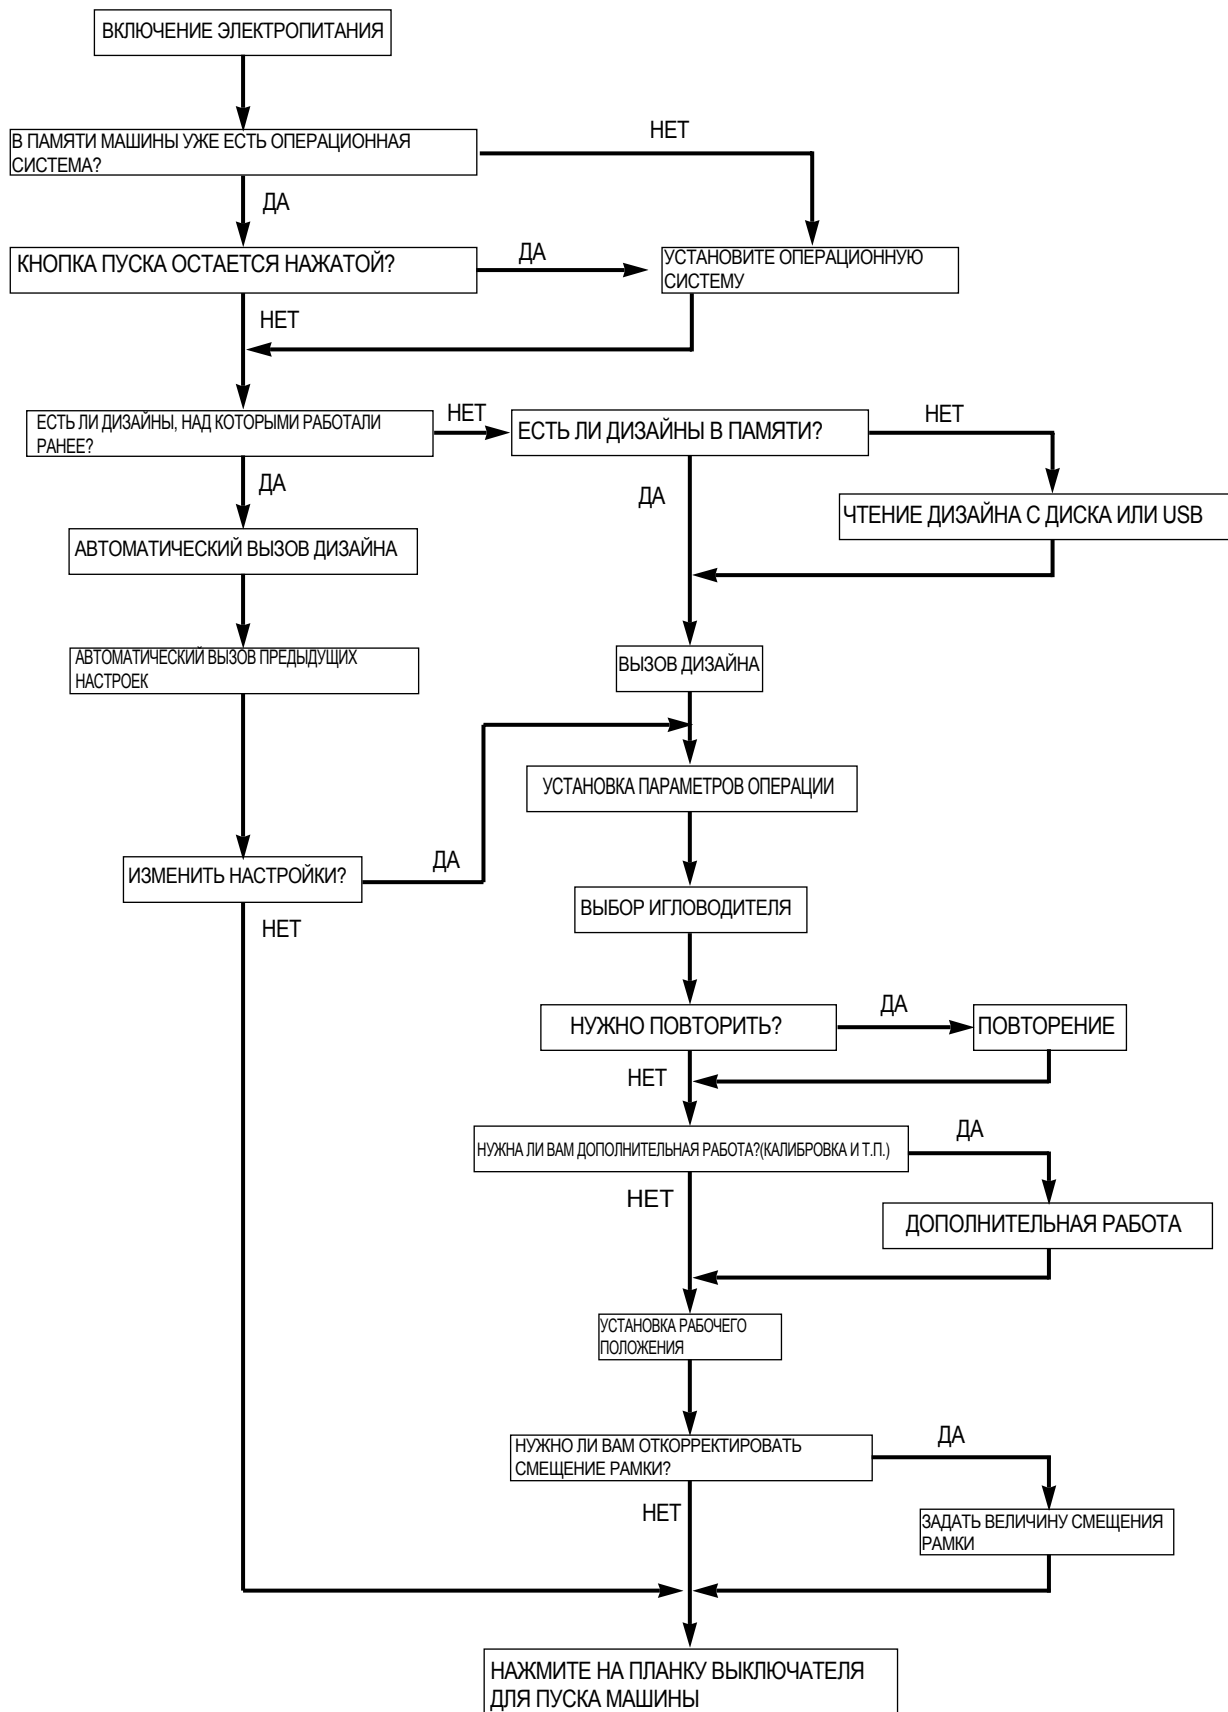 ВКЛЮЧЕНИЕ ЭЛЕКТРОПИТАНИЯ
В ПАМЯТИ МАШИНЫ УЖЕ ЕСТЬ ОПЕРАЦИОННАЯ
СИСТЕМА?
НЕТ
ДА
КНОПКА ПУСКА ОСТАЕТСЯ НАЖАТОЙ?
ДА
УСТАНОВИТЕ ОПЕРАЦИОННУЮ
СИСТЕМУ
НЕТ
ЕСТЬ ЛИ ДИЗАЙНЫ, НАД КОТОРЫМИ РАБОТАЛИ
РАНЕЕ?
НЕТ
ЕСТЬ ЛИ ДИЗАЙНЫ В ПАМЯТИ?
НЕТ
ДА
ДА
ЧТЕНИЕ ДИЗАЙНА С ДИСКА ИЛИ USB
АВТОМАТИЧЕСКИЙ ВЫЗОВ ДИЗАЙНА
АВТОМАТИЧЕСКИЙ ВЫЗОВ ПРЕДЫДУЩИХ
НАСТРОЕК
ВЫЗОВ ДИЗАЙНА
УСТАНОВКА ПАРАМЕТРОВ ОПЕРАЦИИ
ИЗМЕНИТЬ НАСТРОЙКИ?
ДА
НЕТ
ВЫБОР ИГЛОВОДИТЕЛЯ
НУЖНО ПОВТОРИТЬ?
ДА
ПОВТОРЕНИЕ
НЕТ
НУЖНА ЛИ ВАМ ДОПОЛНИТЕЛЬНАЯ РАБОТА?(КАЛИБРОВКА И Т.П.)
ДА
НЕТ
ДОПОЛНИТЕЛЬНАЯ РАБОТА
УСТАНОВКА РАБОЧЕГО
ПОЛОЖЕНИЯ
НУЖНО ЛИ ВАМ ОТКОРРЕКТИРОВАТЬ
СМЕЩЕНИЕ РАМКИ?
ДА
НЕТ
ЗАДАТЬ ВЕЛИЧИНУ СМЕЩЕНИЯ
РАМКИ
НАЖМИТЕ НА ПЛАНКУ ВЫКЛЮЧАТЕЛЯ
ДЛЯ ПУСКА МАШИНЫ